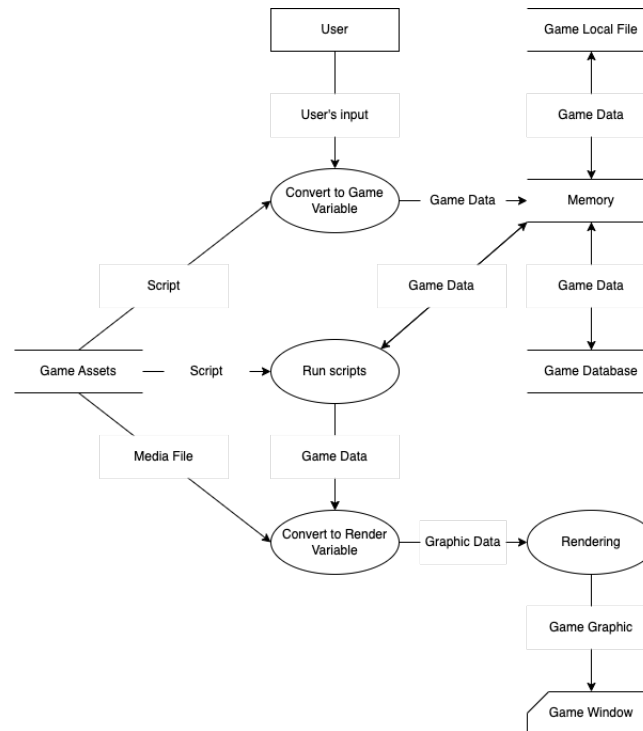 User
Game Local File
User's input
Game Data
Convert to Game
Variable
Game Data
Memory
Script
Game Data
Game Data
Game Assets
Script
Run scripts
Game Database
Media File
Game Data
Convert to Render
Variable
Graphic Data
Rendering
Game Graphic
Game Window